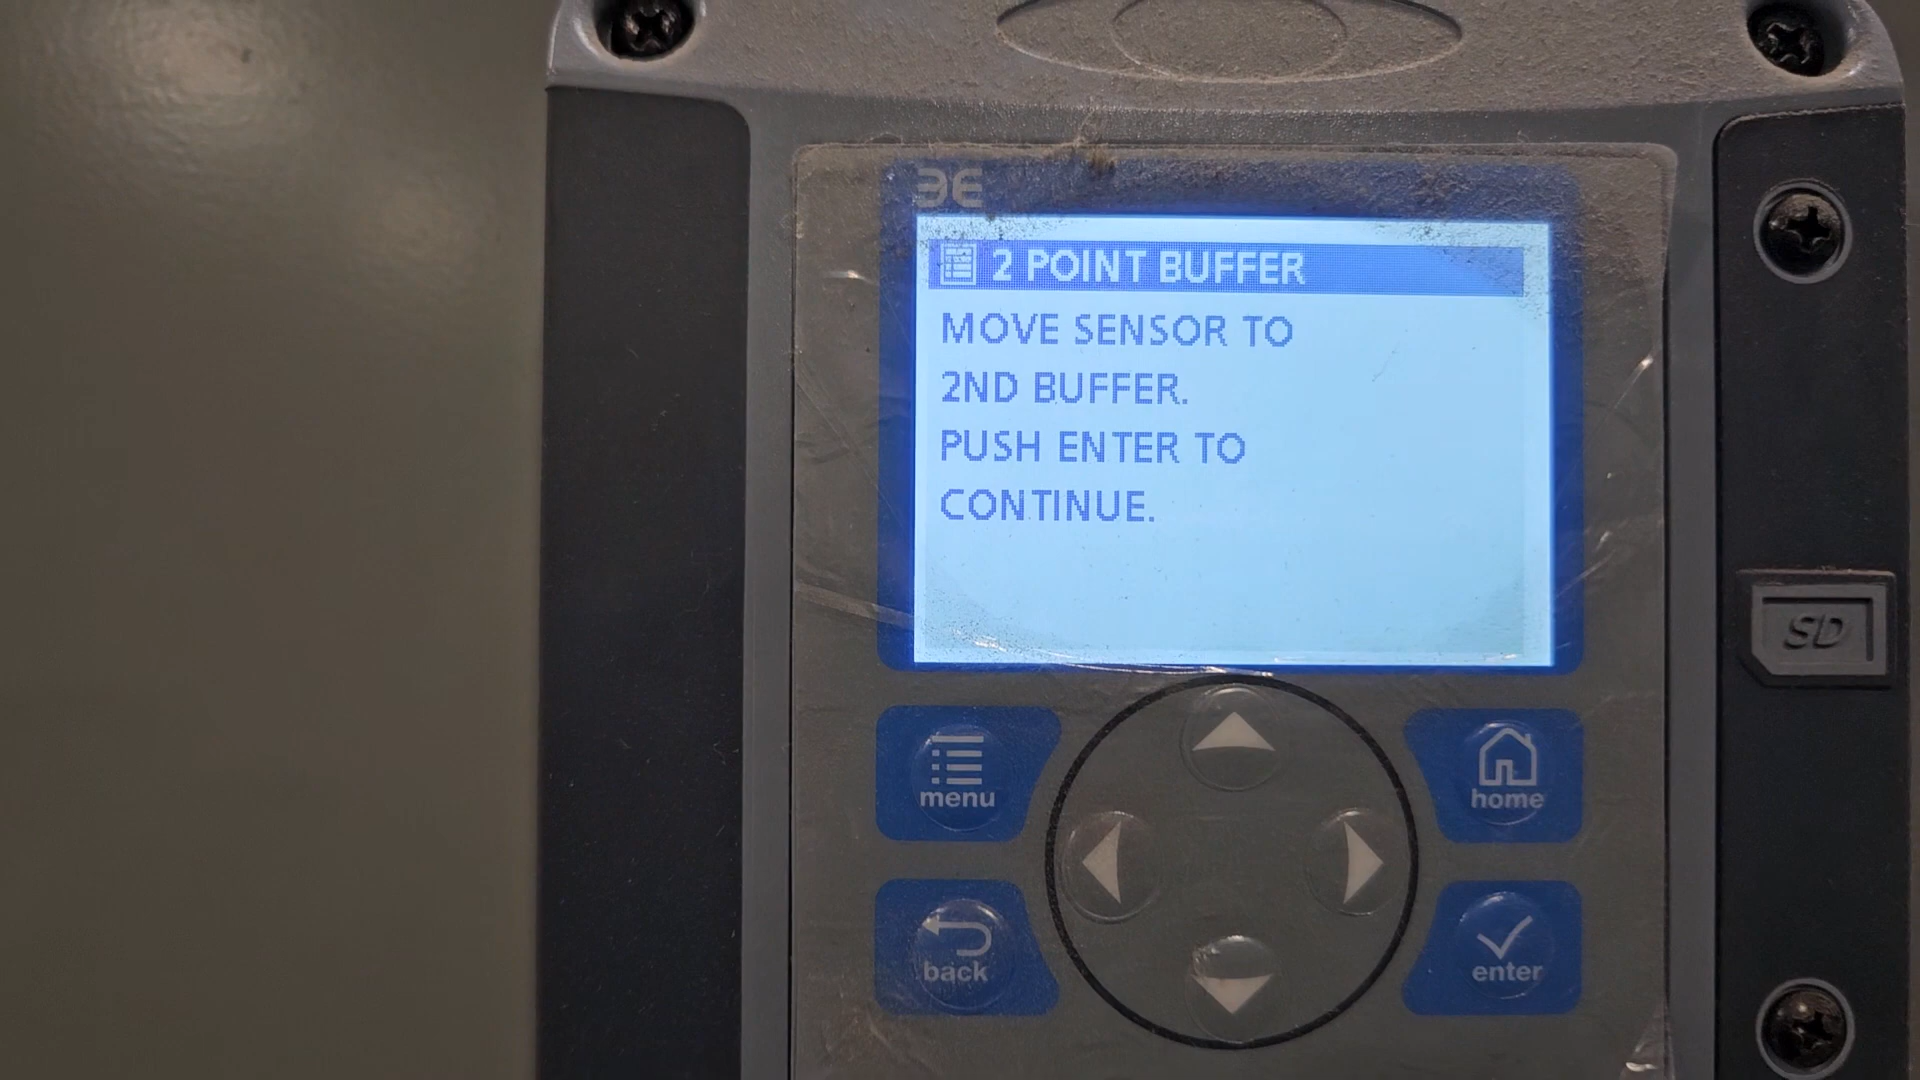 2 POINT BUFFER
MOVE SENSOR TO
2ND BUFFER.
PUSH ENTER TO
CONTINUE.
menu
home
back
enter
SD